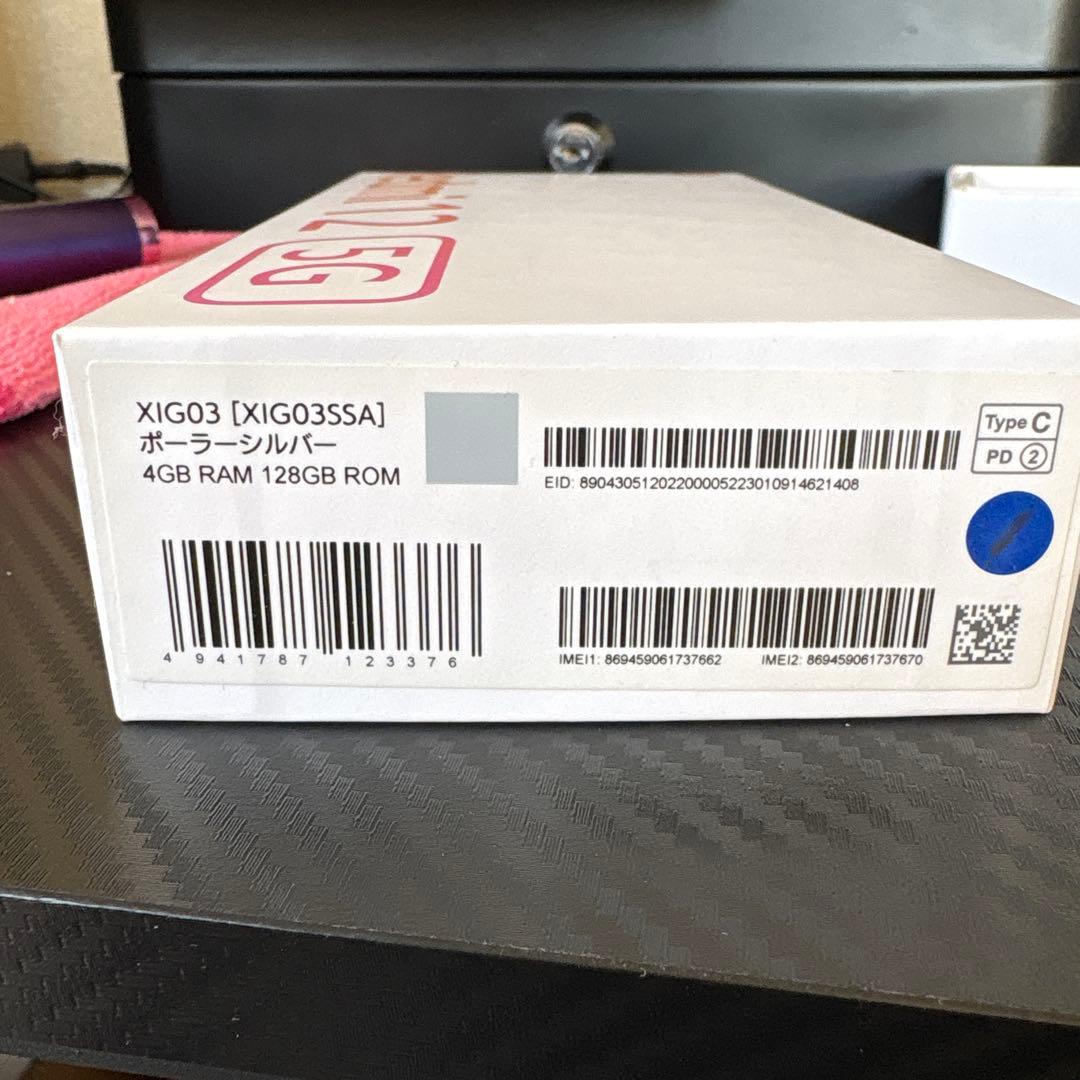 5G
XIG03 [XIG03SSA]
ポーラーシルバー
4GB RAM 128GB ROM
EID: 89043051202200005223010914621408
Type C
PD 2
4 941787 123376
IMEI1: 869459061737662 IMEI2: 869459061737670